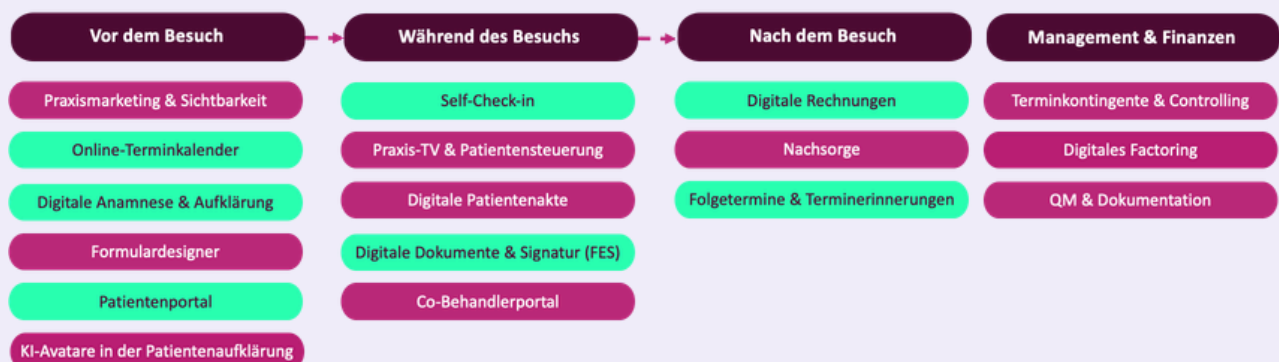 Vor dem Besuch
Praxismarketing & Sichtbarkeit
Online-Terminkalender
Digitale Anamnese & Aufklärung
Formulardesigner
Patientenportal
KI-Avatare in der Patientenaufklärung
Während des Besuchs
Self-Check-in
Praxis-TV & Patientensteuerung
Digitale Patientenakte
Digitale Dokumente & Signatur (FES)
Co-Behandlerportal
Nach dem Besuch
Digitale Rechnungen
Nachsorge
Folgetermine & Terminerinnerungen
Management & Finanzen
Terminkontingente & Controlling
Digitales Factoring
QM & Dokumentation